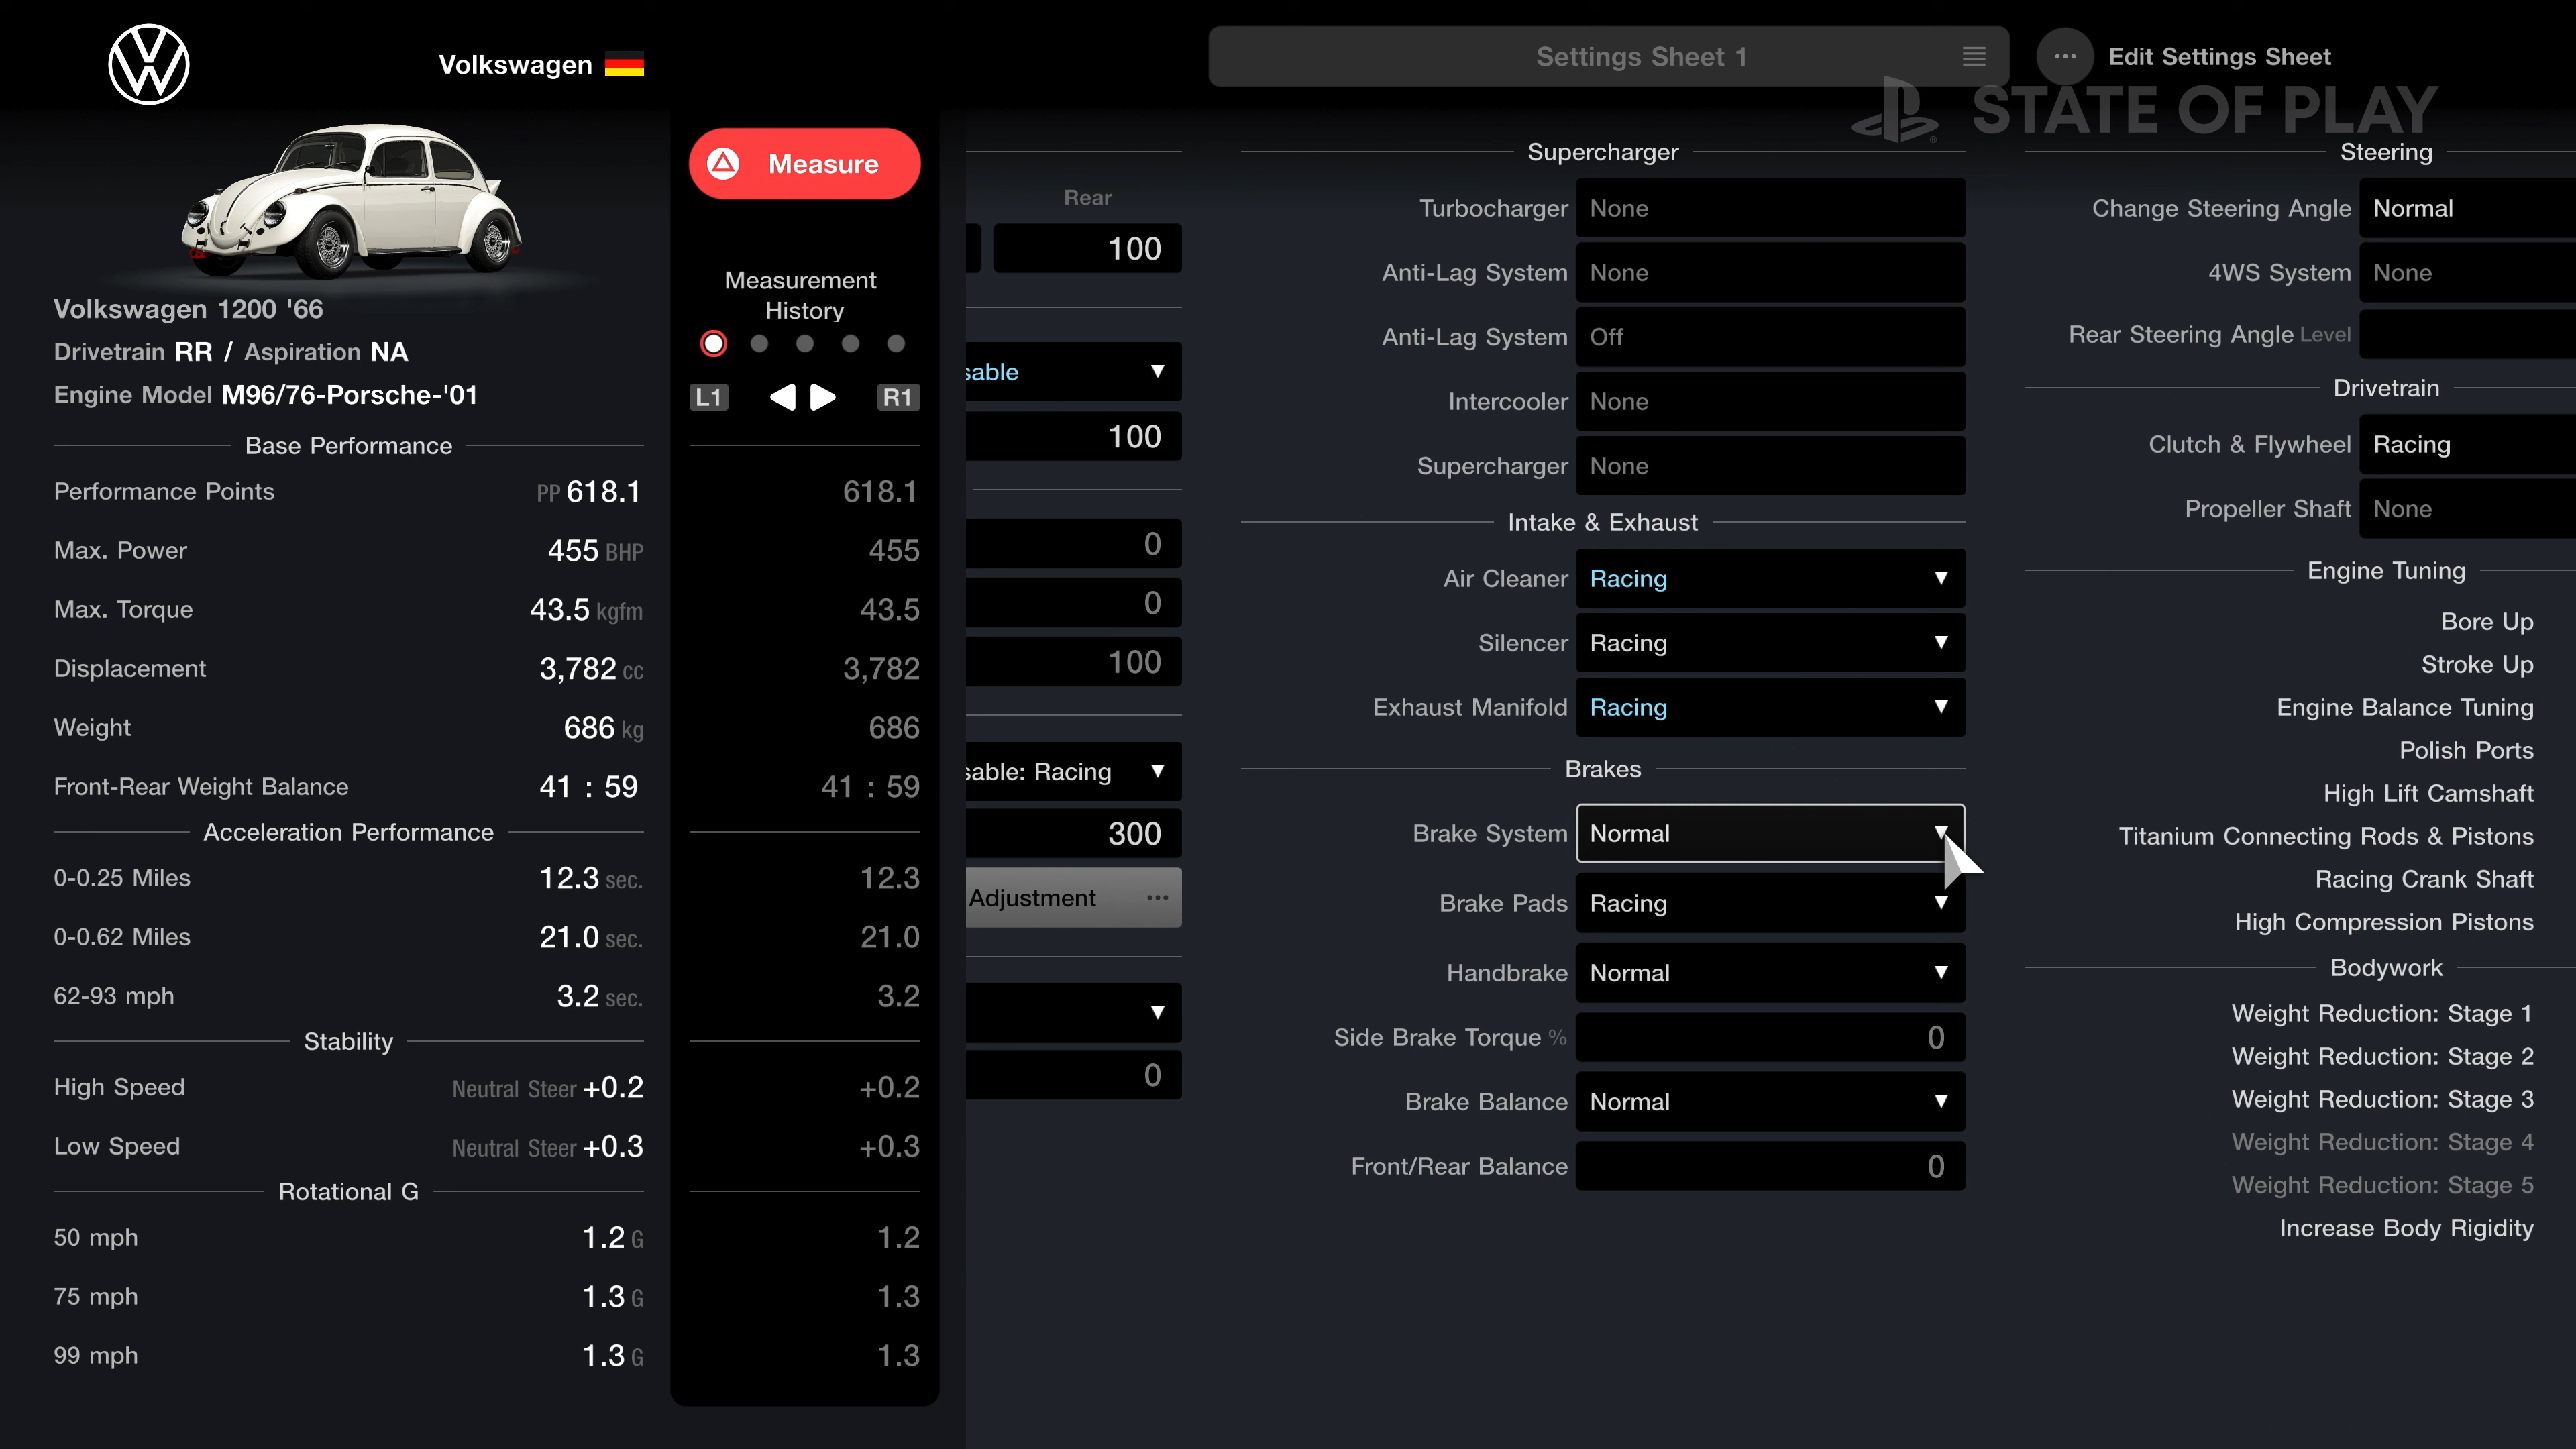 Volkswagen
Settings Sheet 1
Edit Settings Sheet
STATE OF PLAY
Volkswagen 1200 '66
Drivetrain RR / Aspiration NA
Engine Model M96/76-Porsche-'01
Base Performance
Performance Points PP 618.1
Max. Power 455 BHP
Max. Torque 43.5 kgfm
Displacement 3,782 cc
Weight 686 kg
Front-Rear Weight Balance 41 : 59
Acceleration Performance
0-0.25 Miles 12.3 sec.
0-0.62 Miles 21.0 sec.
62-93 mph 3.2 sec.
Stability
High Speed Neutral Steer +0.2
Low Speed Neutral Steer +0.3
Rotational G
50 mph 1.2 G
75 mph 1.3 G
99 mph 1.3 G
Measure
Measurement
History
L1 R1
618.1
455
43.5
3,782
686
41 : 59
12.3
21.0
3.2
+0.2
+0.3
1.2
1.3
1.3
Rear
100
sable
100
0
0
100
sable: Racing
300
Adjustment
0
Supercharger
Turbocharger None
Anti-Lag System None
Anti-Lag System Off
Intercooler None
Supercharger None
Intake & Exhaust
Air Cleaner Racing
Silencer Racing
Exhaust Manifold Racing
Brakes
Brake System Normal
Brake Pads Racing
Handbrake Normal
Side Brake Torque % 0
Brake Balance Normal
Front/Rear Balance 0
Steering
Change Steering Angle Normal
4WS System None
Rear Steering Angle Level
Drivetrain
Clutch & Flywheel Racing
Propeller Shaft None
Engine Tuning
Bore Up
Stroke Up
Engine Balance Tuning
Polish Ports
High Lift Camshaft
Titanium Connecting Rods & Pistons
Racing Crank Shaft
High Compression Pistons
Bodywork
Weight Reduction: Stage 1
Weight Reduction: Stage 2
Weight Reduction: Stage 3
Weight Reduction: Stage 4
Weight Reduction: Stage 5
Increase Body Rigidity